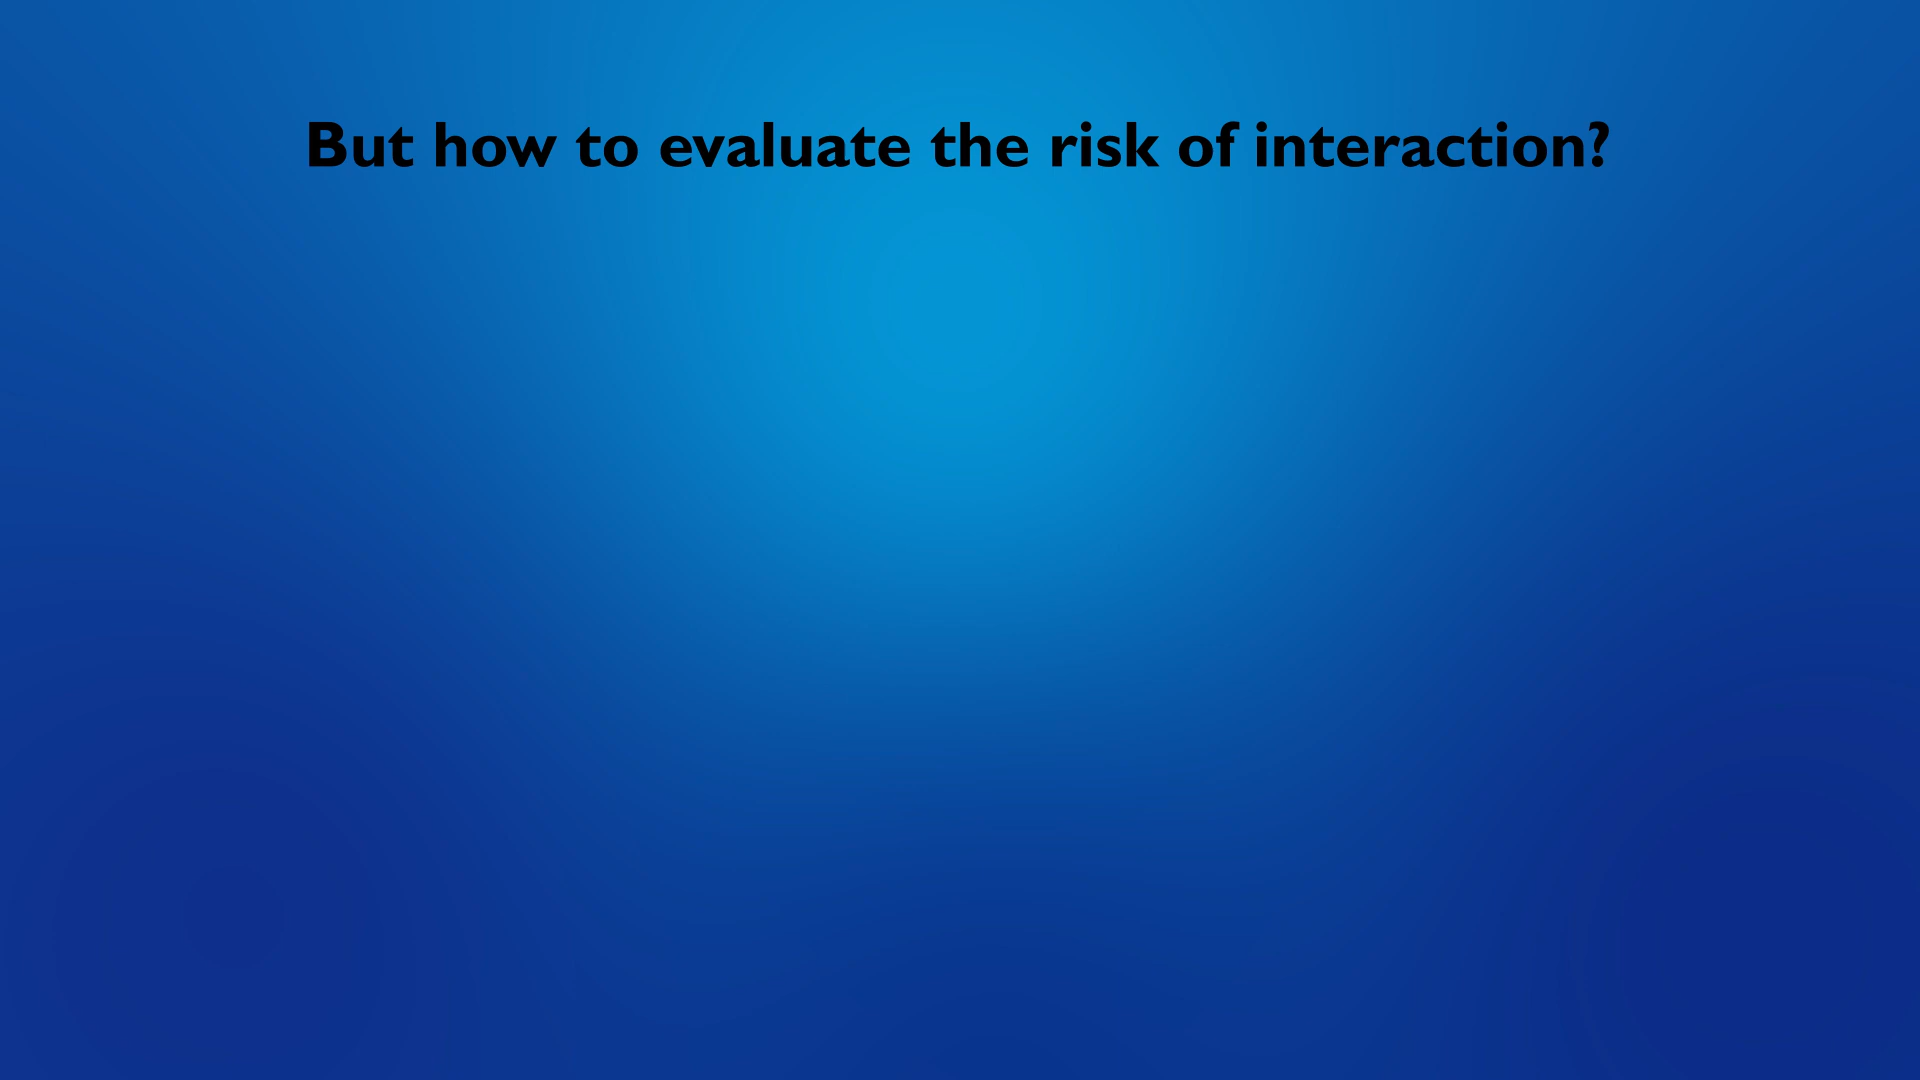 But how to evaluate the risk of interaction?